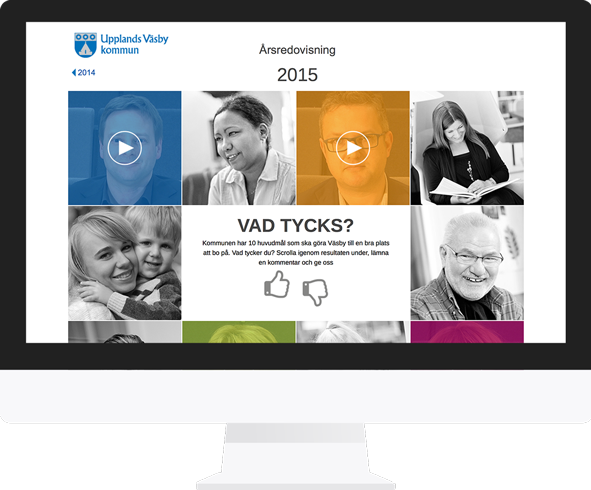 Upplands Väsby
kommun
Årsredovisning
2014
2015
VAD TYCKS?
Kommunen har 10 huvudmål som ska göra Väsby till en bra plats
att bo på. Vad tycker du? Scrolla igenom resultaten under, lämna
en kommentar och ge oss